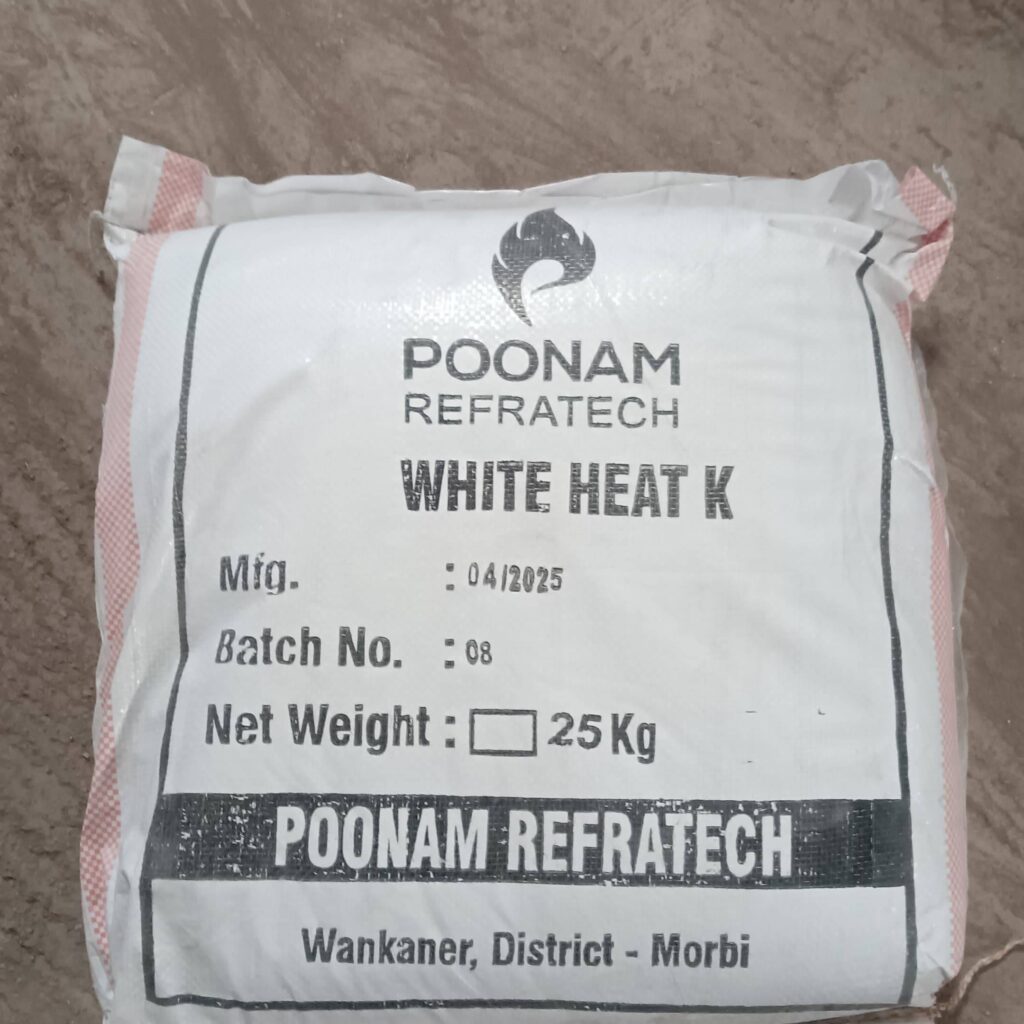 POONAM
REFRATECH
WHITE HEAT K
Mfg. : 04/2025
Batch No. : 08
Net Weight : 25 Kg
POONAM REFRATECH
Wankaner, District - Morbi